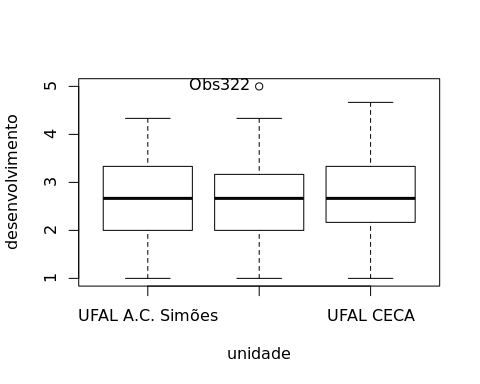 Obs322
5
4
3
2
1
desenvolvimento
UFAL A.C. Simões UFAL CECA
unidade